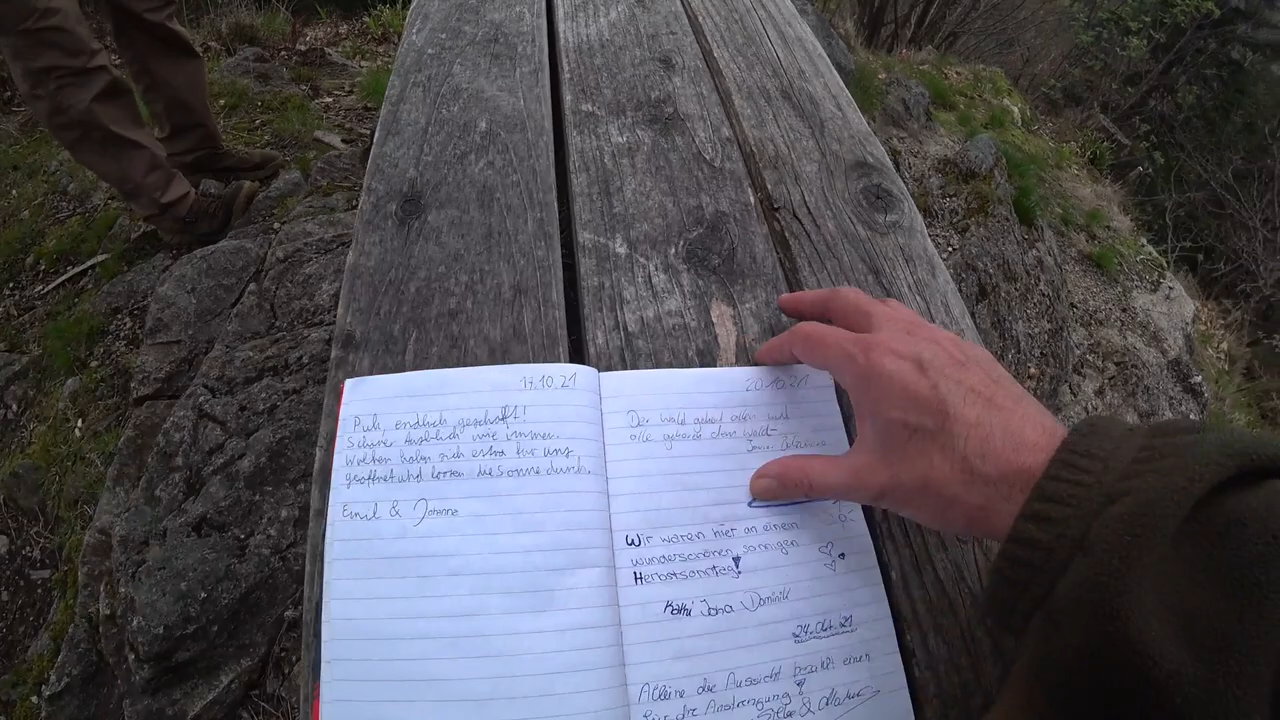 17.10.21
Puh, endlich geschafft!
Schöner Ausblick wie immer.
Wolken haben sich extra für uns
geöffnet und lassen die Sonne durch.
Emil & Johanna
20.10.21
Der Wald gehört allen und
alle gehören dem Wald
Wir waren hier an einem
wunderschönen, sonnigen
Herbstsonntag!
Kathi Joha Dominik
24. Okt. 21
Alleine die Aussicht bezahlt einen
für die Anstrengung
&